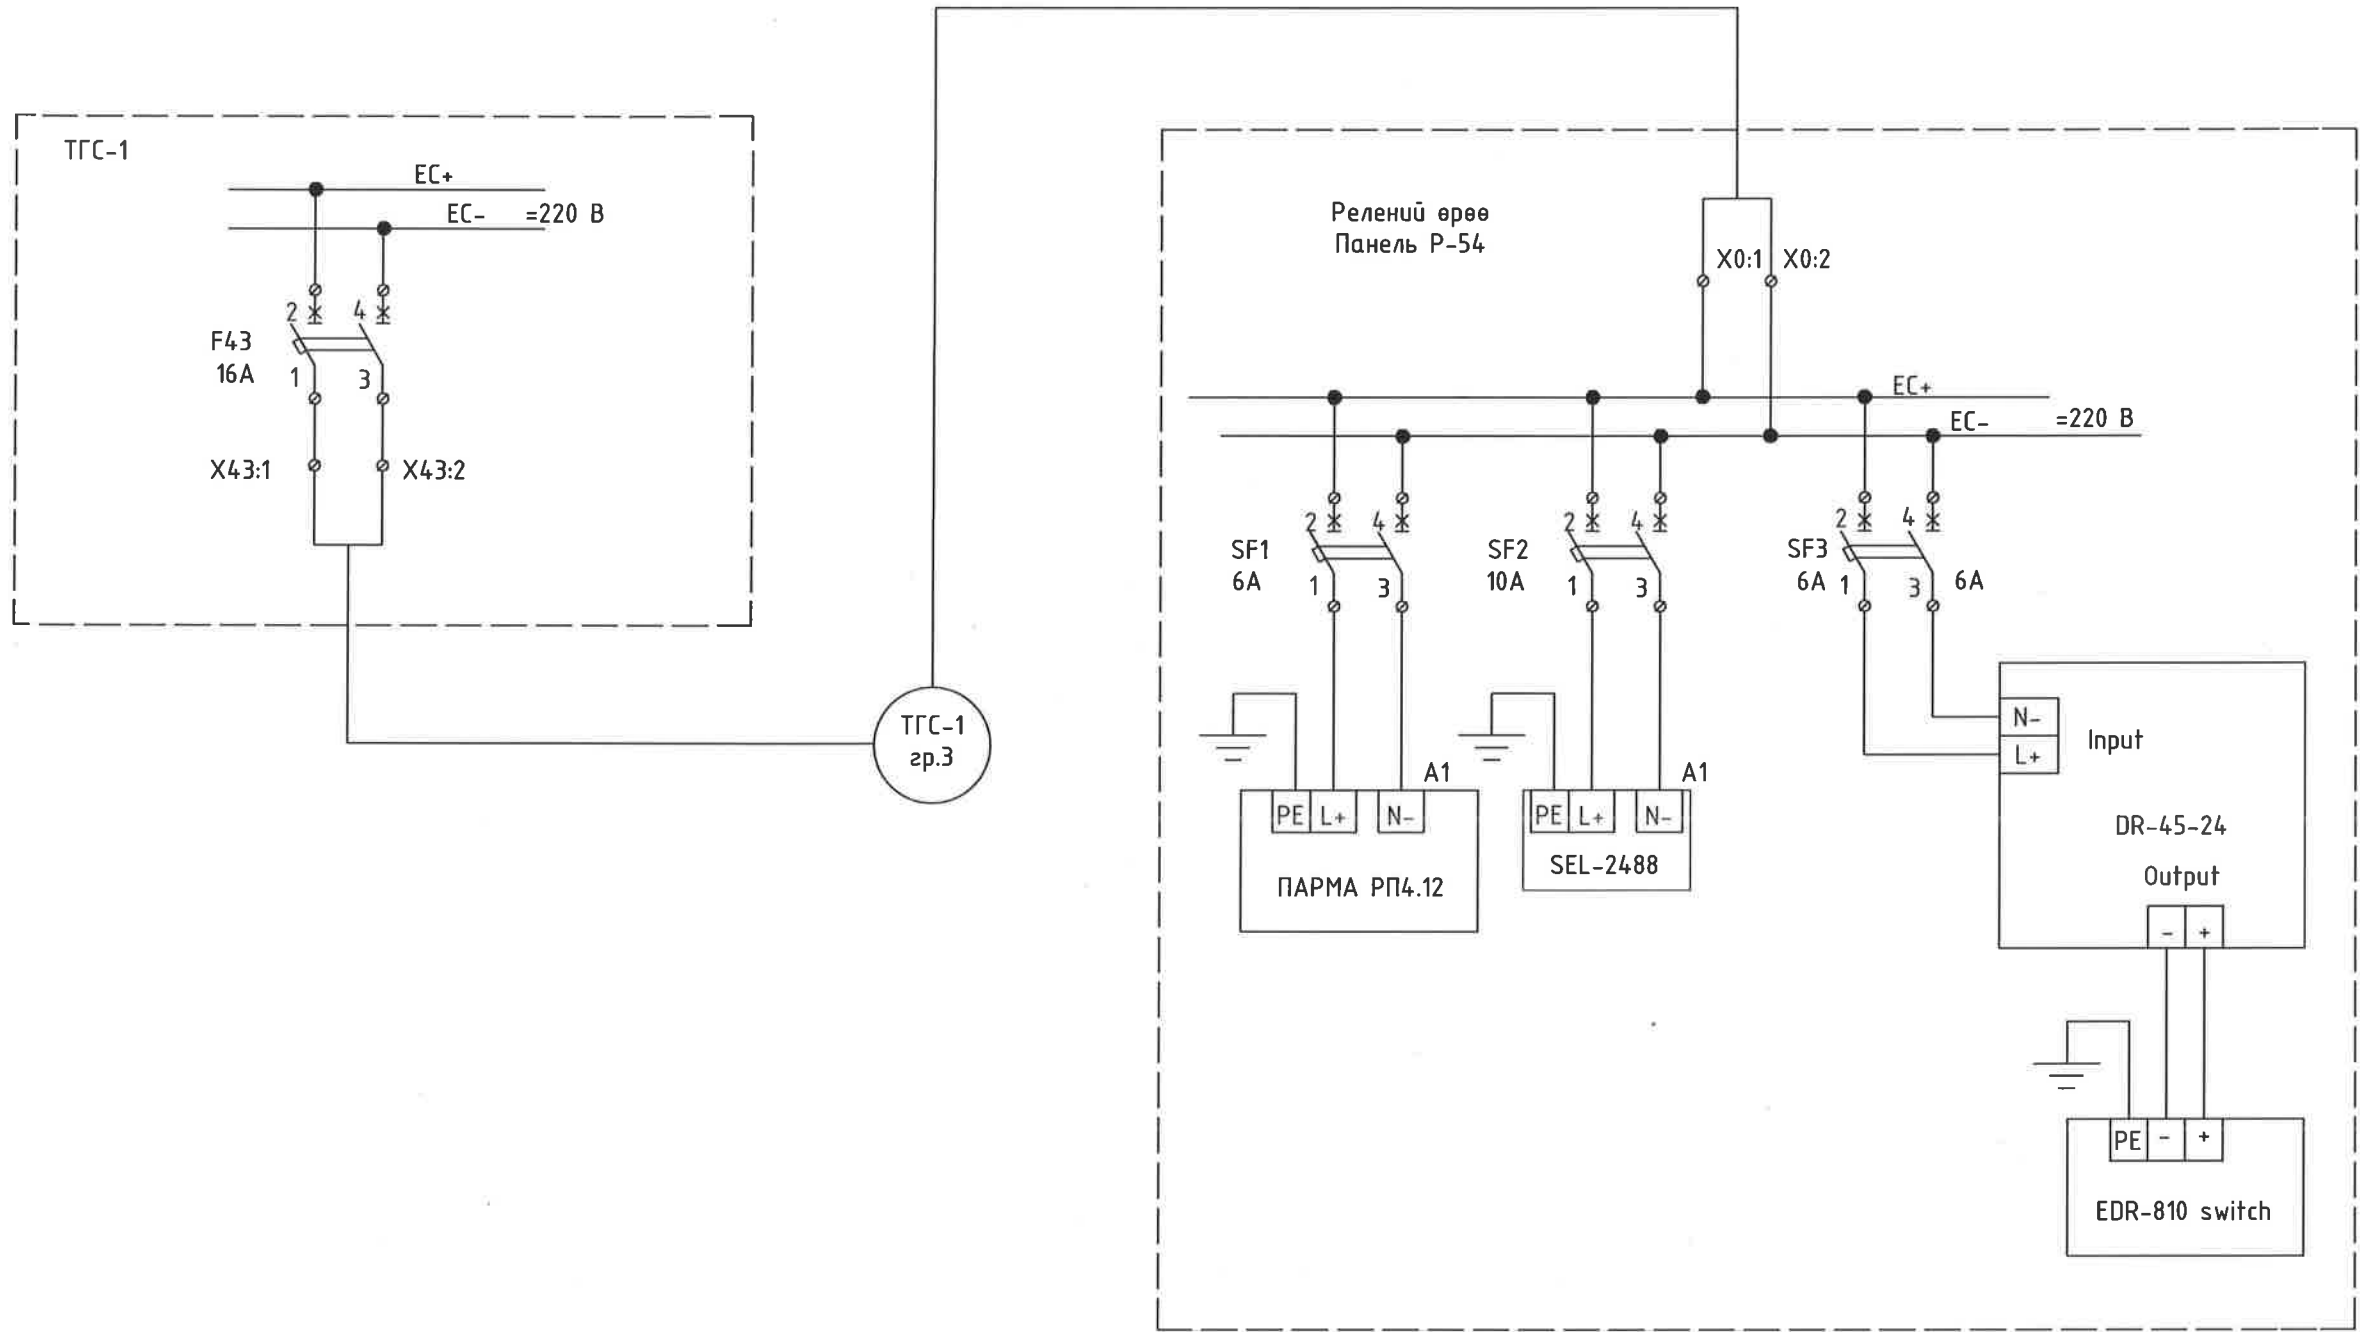 ТГС-1
EC+
EC- =220 В
2 4
F43
16А
1 3
X43:1 X43:2
ТГС-1
гр.3
Релений өрөө
Панель Р-54
X0:1 X0:2
EC+
EC- =220 В
2 4
SF1
6А
1 3
2 4
SF2
10А
1 3
2 4
SF3
6А 1 3 6А
A1
PE L+ N-
ПАРМА РП4.12
A1
PE L+ N-
SEL-2488
N-
L+
Input
DR-45-24
Output
- +
PE - +
EDR-810 switch